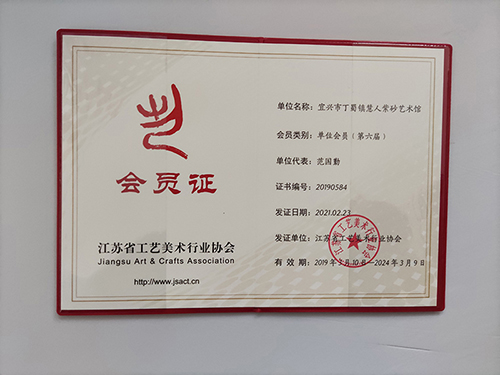 会员证
江苏省工艺美术行业协会
Jiangsu Art & Crafts Association
http://www.jsact.cn
单位名称：宜兴市丁蜀镇慧人紫砂艺术馆
会员类别：单位会员（第六届）
单位代表：范国勤
证书编号：20190584
发证日期：2021.02.23
发证单位：江苏省工艺美术行业协会
有 效 期：2019年3月10日—2024年3月9日